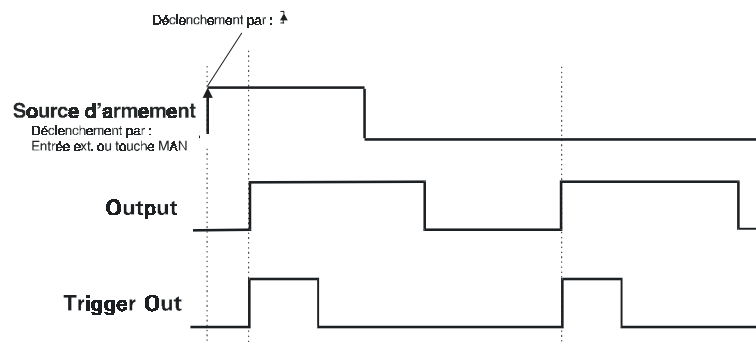 Déclenchement par :
Source d'armement
Déclenchement par :
Entrée ext. ou touche MAN
Output
Trigger Out